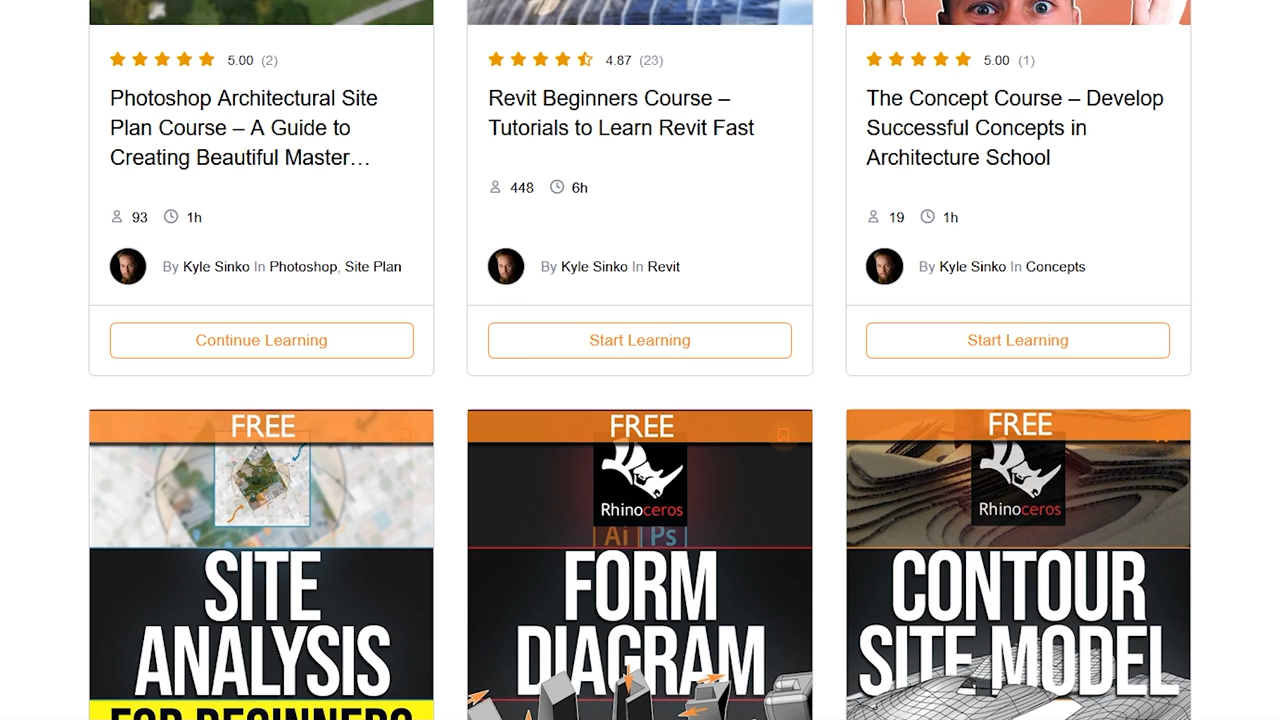 5.00 (2)
Photoshop Architectural Site
Plan Course – A Guide to
Creating Beautiful Master…
93 1h
By Kyle Sinko In Photoshop, Site Plan
Continue Learning
4.87 (23)
Revit Beginners Course –
Tutorials to Learn Revit Fast
448 6h
By Kyle Sinko In Revit
Start Learning
5.00 (1)
The Concept Course – Develop
Successful Concepts in
Architecture School
19 1h
By Kyle Sinko In Concepts
Start Learning
FREE
SITE
ANALYSIS
FOR BEGINNERS
FREE
Rhinoceros
Ai Ps
FORM
DIAGRAM
FREE
Rhinoceros
CONTOUR
SITE MODEL